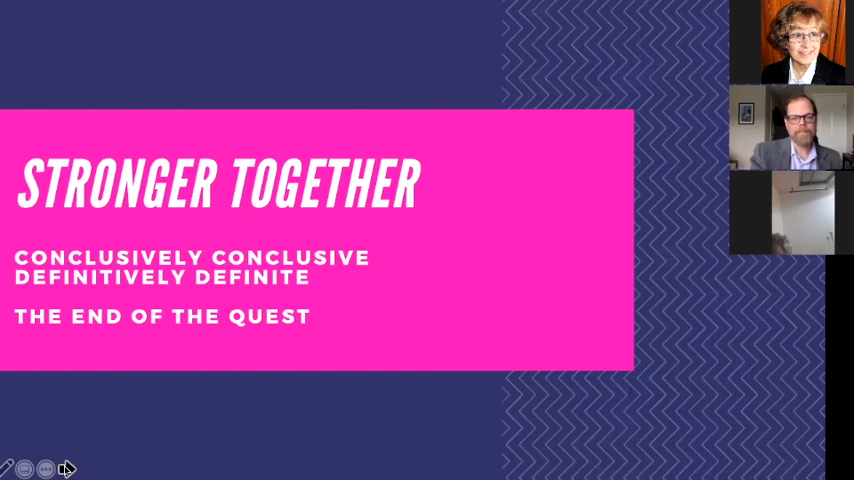 STRONGER TOGETHER
CONCLUSIVELY CONCLUSIVE
DEFINITIVELY DEFINITE
THE END OF THE QUEST